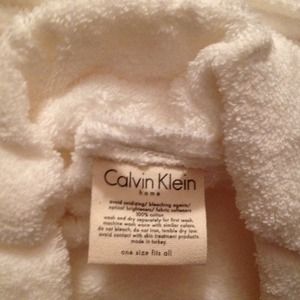 Calvin Klein
home
avoid oxidizing/ bleaching agents/
optical brighteners/ fabric softeners
100% cotton
wash and dry separately for first wash.
machine wash warm with similar colors.
do not bleach, do not iron, tumble dry low.
avoid contact with skin treatment products.
made in turkey.
one size fits all